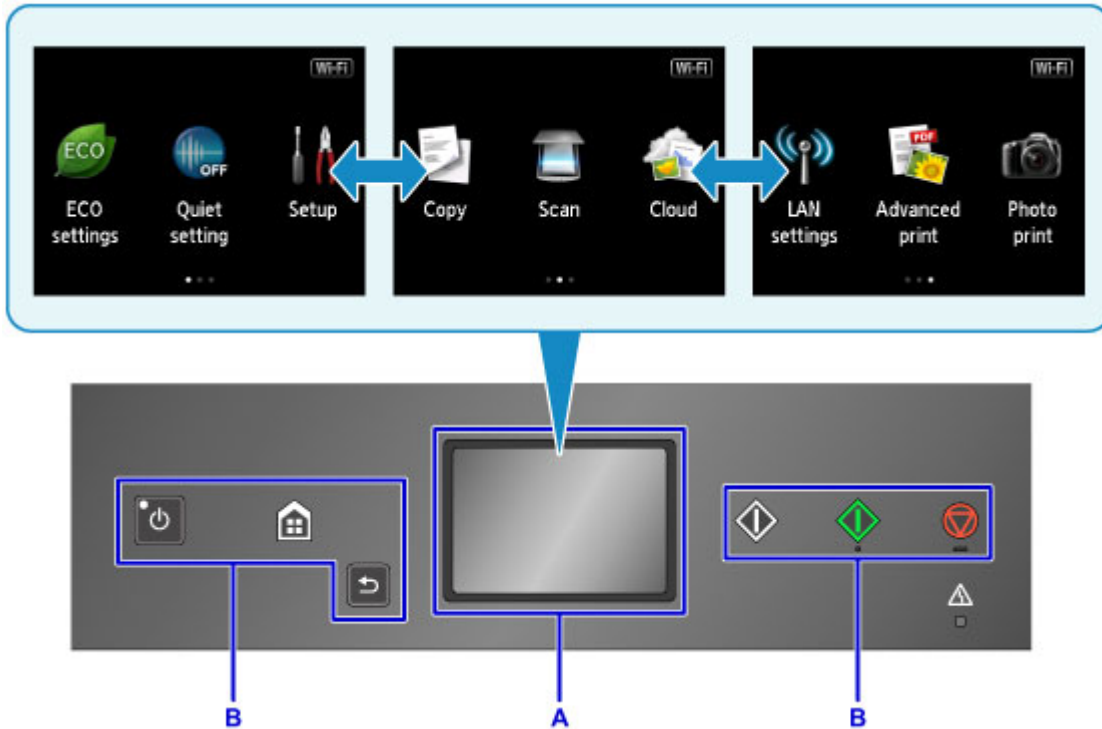 Wi-Fi
Wi-Fi
Wi-Fi
ECO
OFF
PDF
ECO
settings
Quiet
setting
Setup
Copy
Scan
Cloud
LAN
settings
Advanced
print
Photo
print
B
A
B